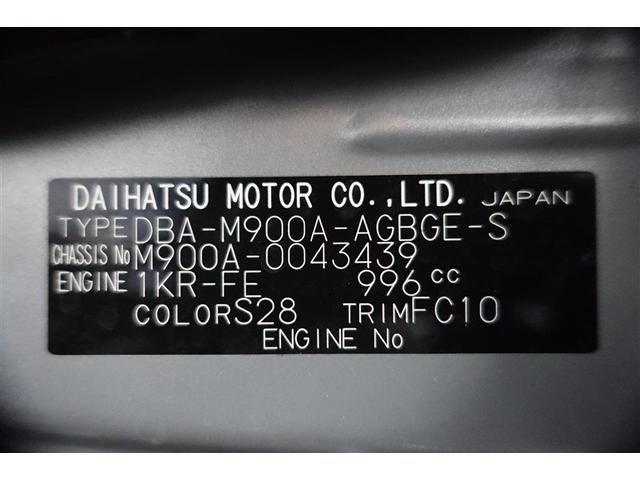 DAIHATSU MOTOR CO.,LTD. JAPAN
TYPE DBA-M900A-AGBGE-S
CHASSIS No M900A-0043439
ENGINE 1KR-FE 996 cc
COLOR S28 TRIM FC10
ENGINE No